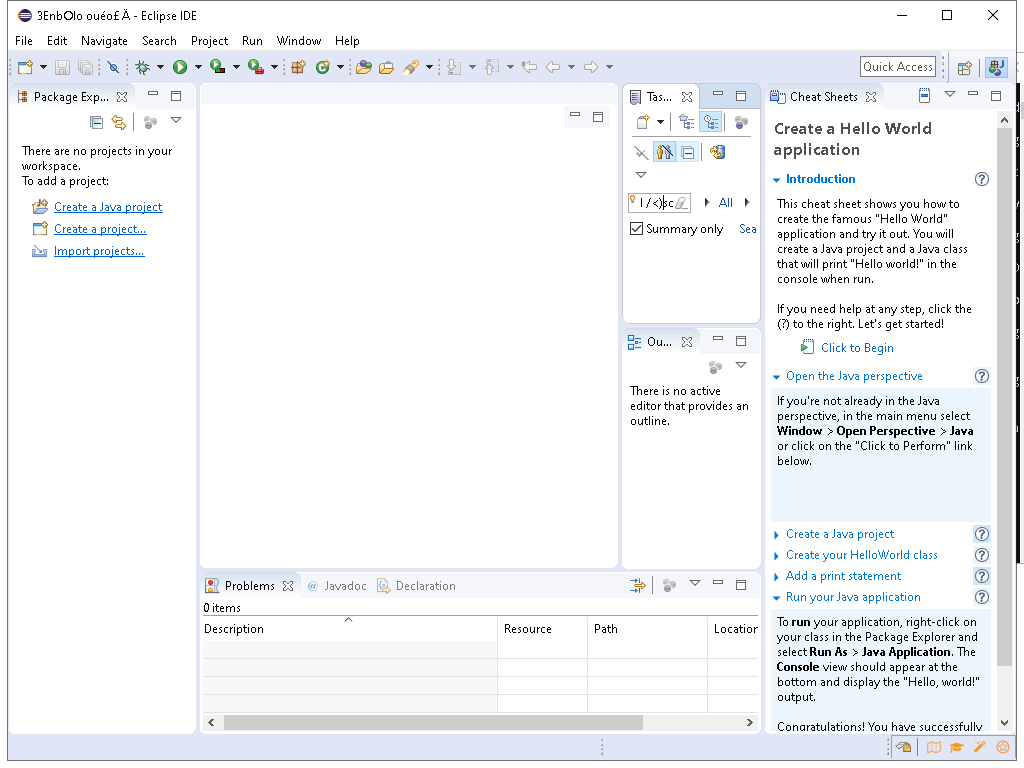 3EnbOlo ouéo£Ä - Eclipse IDE
File Edit Navigate Search Project Run Window Help
Quick Access
Package Exp...
There are no projects in your
workspace.
To add a project:
Create a Java project
Create a project...
Import projects...
Tas...
I/<)sc
All
Summary only Sea
Ou...
There is no active
editor that provides an
outline.
Problems @ Javadoc Declaration
0 items
Description Resource Path Location
Cheat Sheets
Create a Hello World
application
Introduction
This cheat sheet shows you how to
create the famous "Hello World"
application and try it out. You will
create a Java project and a Java class
that will print "Hello world!" in the
console when run.
If you need help at any step, click the
(?) to the right. Let's get started!
Click to Begin
Open the Java perspective
If you're not already in the Java
perspective, in the main menu select
Window > Open Perspective > Java
or click on the "Click to Perform" link
below.
Create a Java project
Create your HelloWorld class
Add a print statement
Run your Java application
To run your application, right-click on
your class in the Package Explorer and
select Run As > Java Application. The
Console view should appear at the
bottom and display the "Hello, world!"
output.
Congratulations! You have successfully